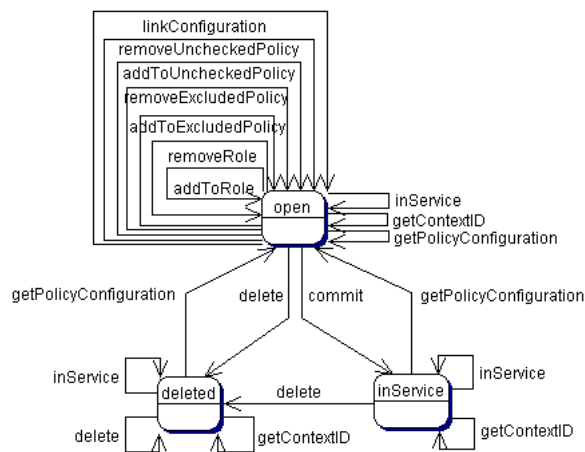 linkConfiguration
removeUncheckedPolicy
addToUncheckedPolicy
removeExcludedPolicy
addToExcludedPolicy
removeRole
addToRole
inService
open
getContextID
getPolicyConfiguration
getPolicyConfiguration
delete
commit
getPolicyConfiguration
inService
deleted
delete
inService
inService
delete
getContextID
getContextID